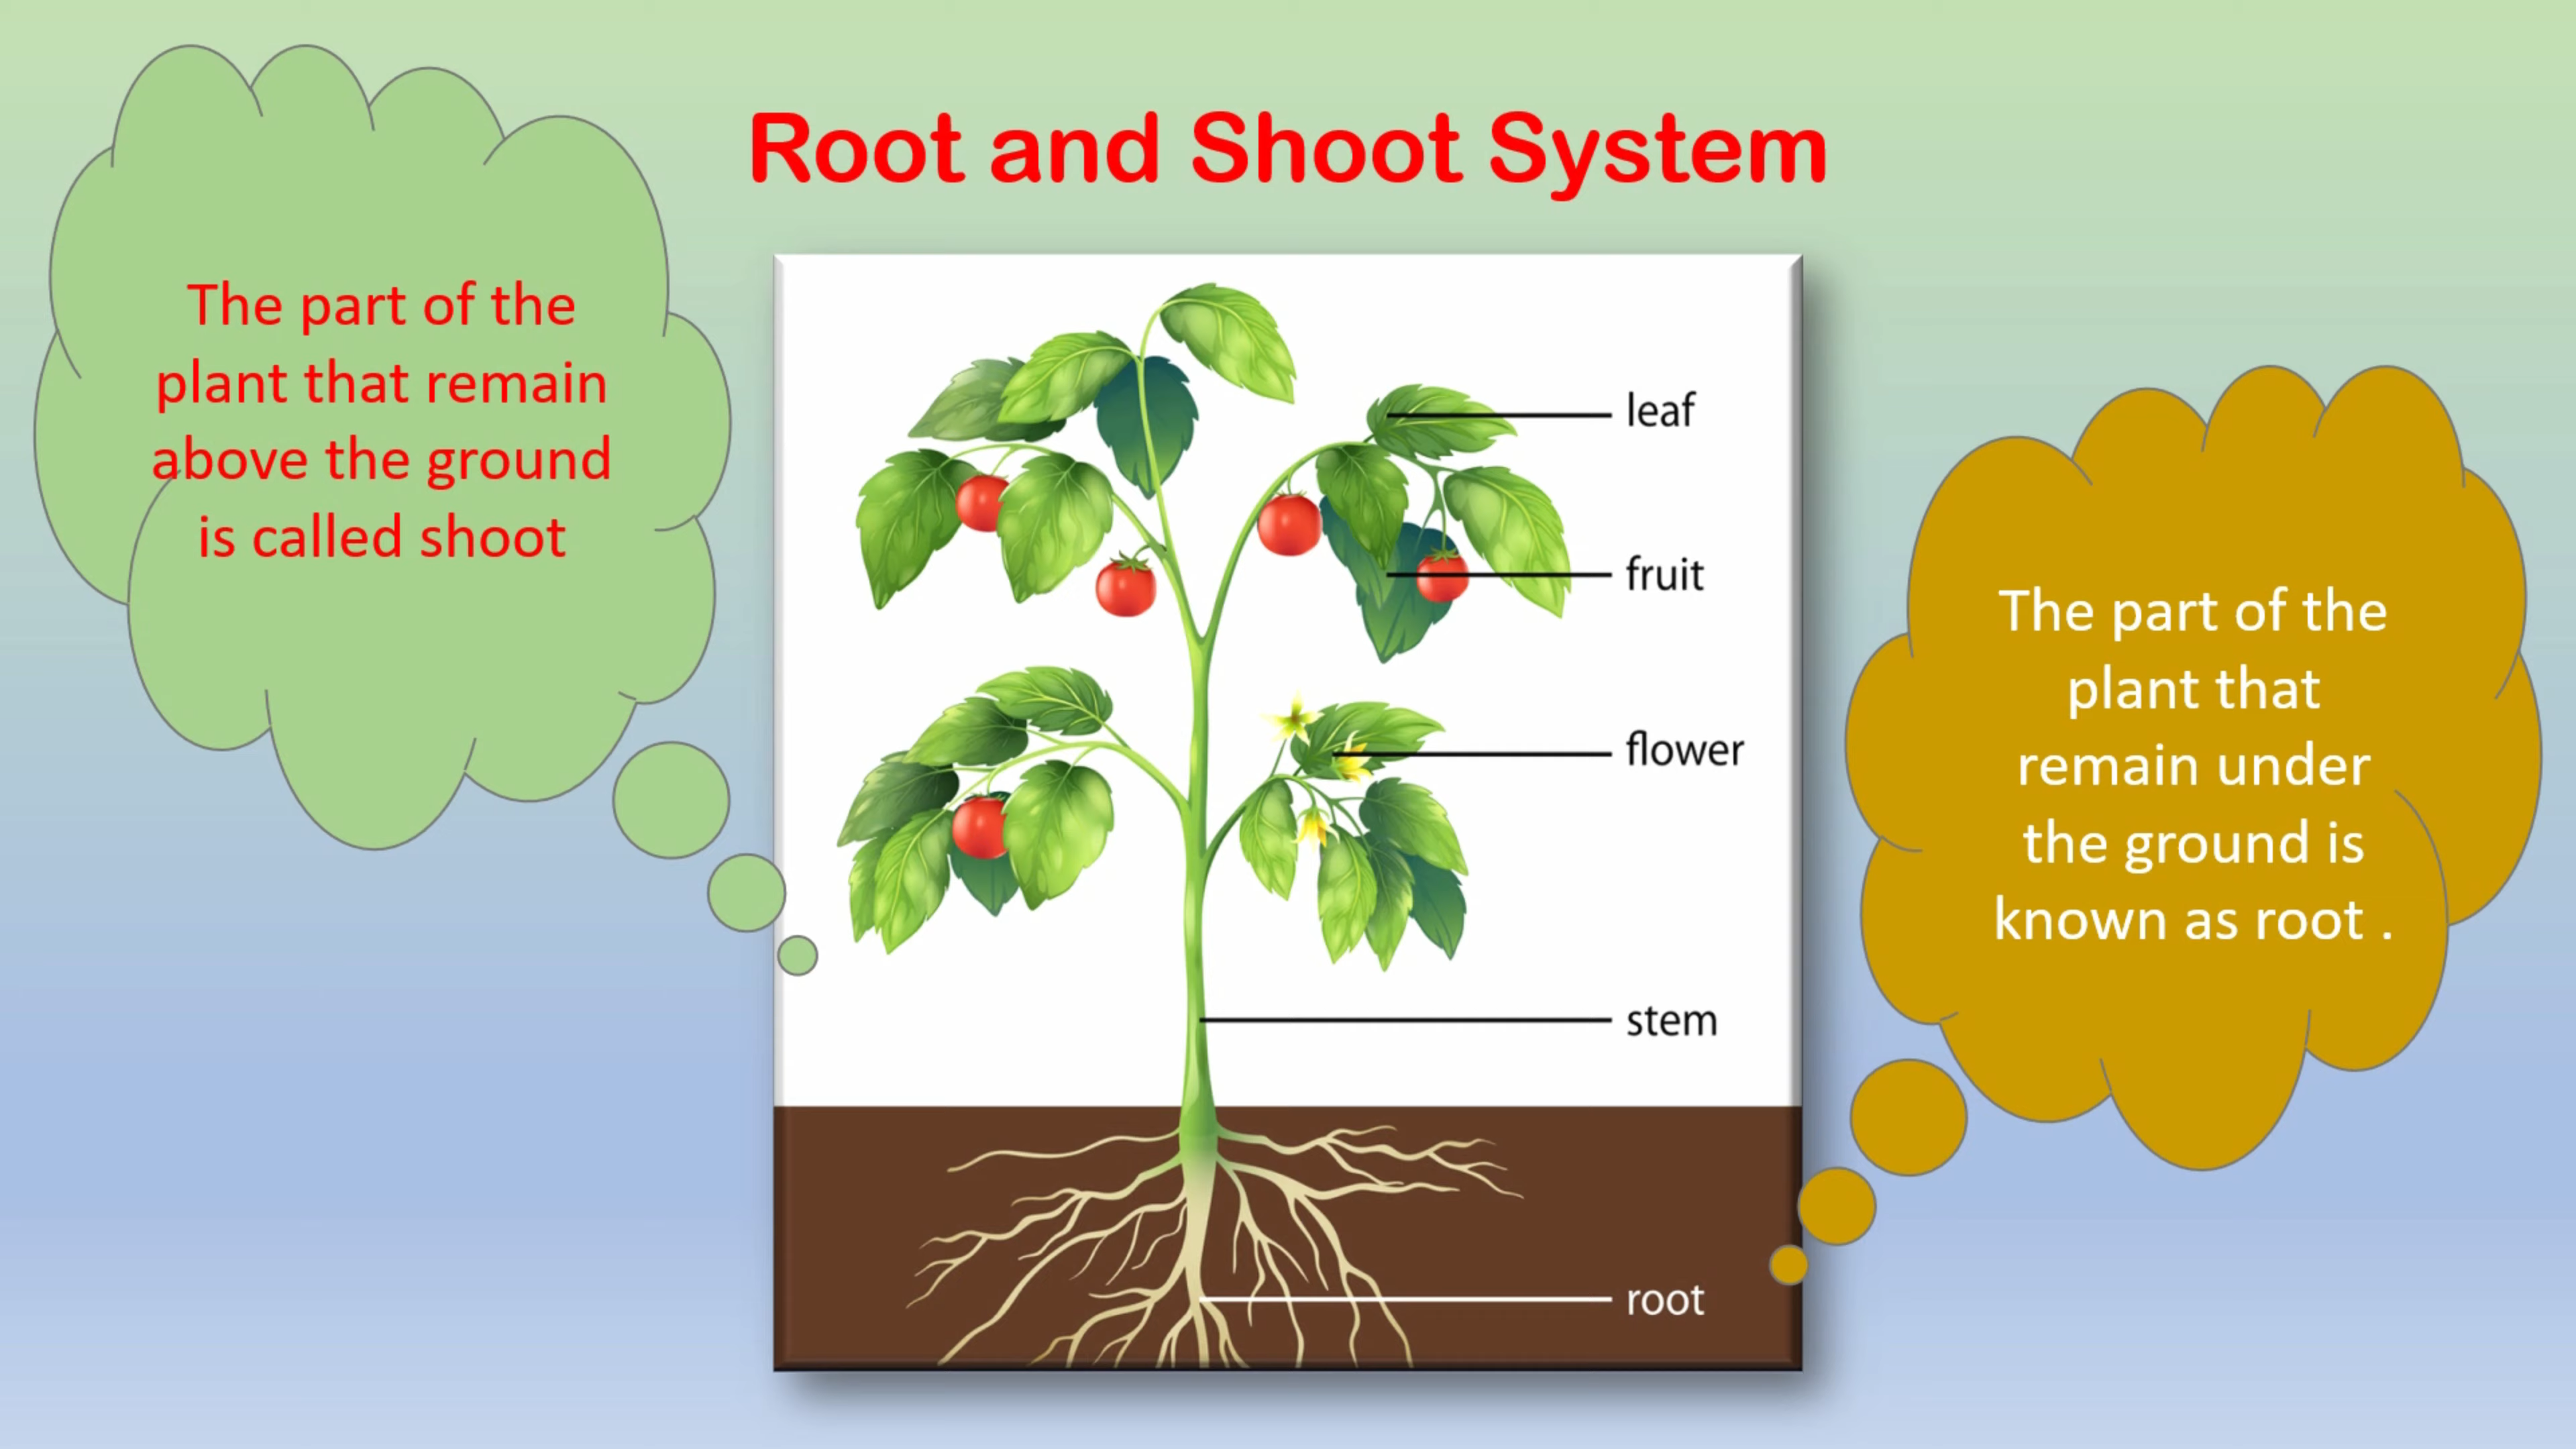 Root and Shoot System
The part of the
plant that remain
above the ground
is called shoot
leaf
fruit
flower
stem
root
The part of the
plant that
remain under
the ground is
known as root .